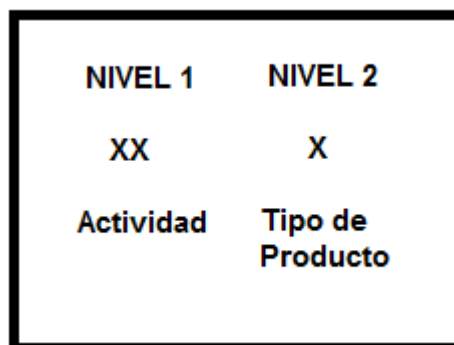 NIVEL 1 NIVEL 2
XX X
Actividad Tipo de
Producto